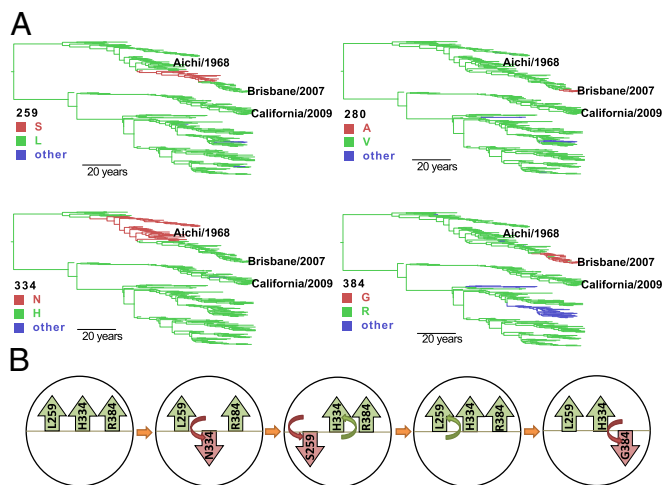 A
Aichi/1968
Brisbane/2007
California/2009
259
S
L
other
20 years
Aichi/1968
Brisbane/2007
California/2009
280
A
V
other
20 years
Aichi/1968
Brisbane/2007
California/2009
334
N
H
other
20 years
Aichi/1968
Brisbane/2007
California/2009
384
G
R
other
20 years
B
L259
H334
R384
L259
N334
R384
S259
H334
R384
L259
H334
R384
L259
H334
G384